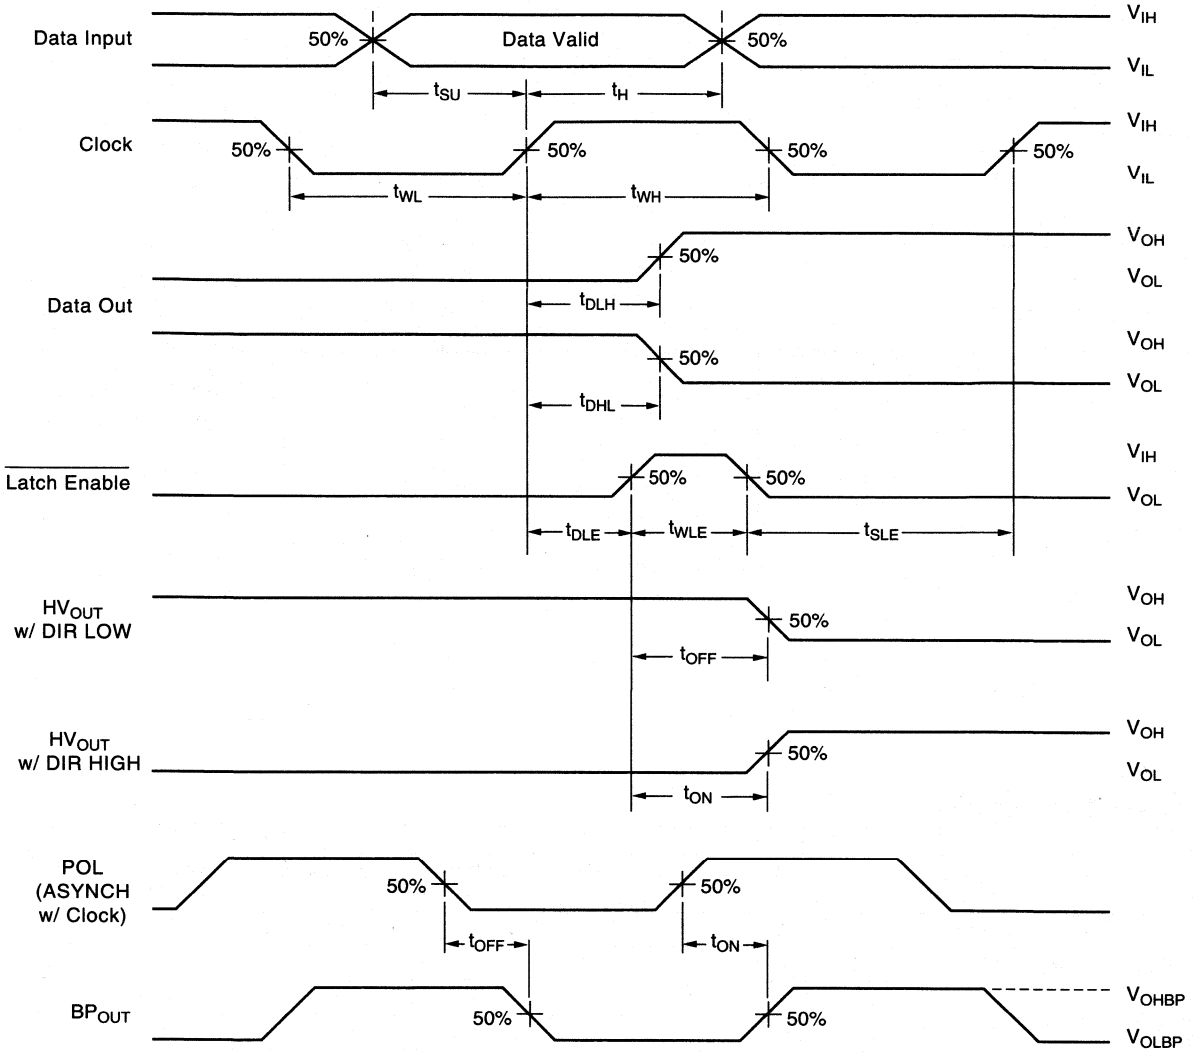 V_IH
Data Input 50% Data Valid 50%
V_IL
t_SU t_H
V_IH
Clock 50% 50% 50% 50%
V_IL
t_WL t_WH
V_OH
50%
V_OL
t_DLH
Data Out
V_OH
50%
V_OL
t_DHL
V_IH
Latch Enable 50% 50%
V_OL
t_DLE t_WLE t_SLE
HV_OUT
w/ DIR LOW
V_OH
50%
V_OL
t_OFF
HV_OUT
w/ DIR HIGH
V_OH
50%
V_OL
t_ON
POL
(ASYNCH
w/ Clock)
50% 50%
t_OFF t_ON
BP_OUT 50% 50%
V_OHBP
V_OLBP